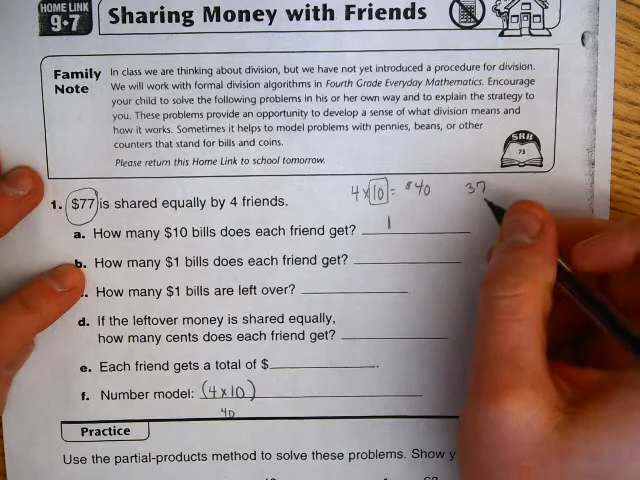 HOME LINK
9•7
Sharing Money with Friends
Family Note
In class we are thinking about division, but we have not yet introduced a procedure for division.
We will work with formal division algorithms in Fourth Grade Everyday Mathematics. Encourage
your child to solve the following problems in his or her own way and to explain the strategy to
you. These problems provide an opportunity to develop a sense of what division means and
how it works. Sometimes it helps to model problems with pennies, beans, or other
counters that stand for bills and coins.
SRB
73
Please return this Home Link to school tomorrow.
4 x 10 = $40 37
1. $77 is shared equally by 4 friends.
a. How many $10 bills does each friend get? 1
b. How many $1 bills does each friend get?
. How many $1 bills are left over?
d. If the leftover money is shared equally,
how many cents does each friend get?
e. Each friend gets a total of $ .
f. Number model: (4 x 10)
40
Practice
Use the partial-products method to solve these problems. Show y